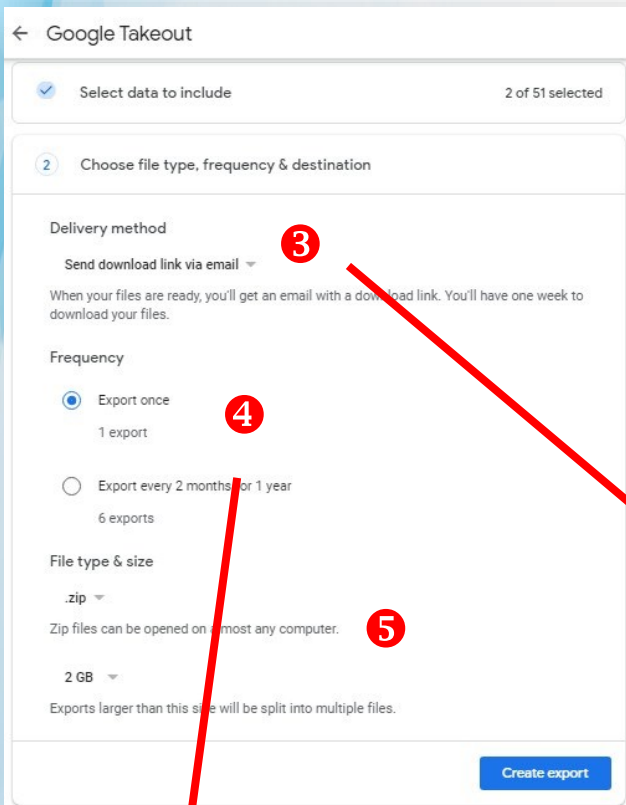 ← Google Takeout
Select data to include 2 of 51 selected
2 Choose file type, frequency & destination
Delivery method
3
Send download link via email
When your files are ready, you'll get an email with a download link. You'll have one week to
download your files.
Frequency
Export once
4
1 export
Export every 2 months for 1 year
6 exports
File type & size
.zip
Zip files can be opened on almost any computer.
5
2 GB
Exports larger than this size will be split into multiple files.
Create export